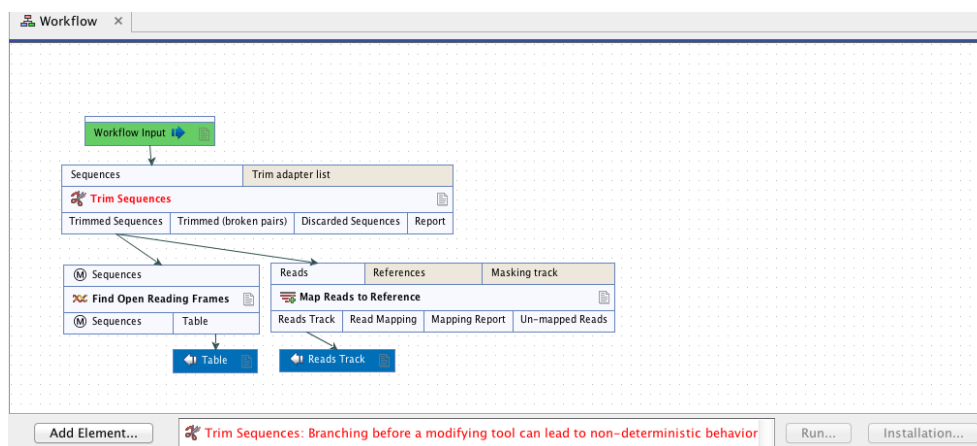 Workflow ×
Workflow Input
Sequences Trim adapter list
Trim Sequences
Trimmed Sequences Trimmed (broken pairs) Discarded Sequences Report
M Sequences
Find Open Reading Frames
M Sequences Table
Table
Reads References Masking track
Map Reads to Reference
Reads Track Read Mapping Mapping Report Un-mapped Reads
Reads Track
Add Element...
Trim Sequences: Branching before a modifying tool can lead to non-deterministic behavior
Run...
Installation...